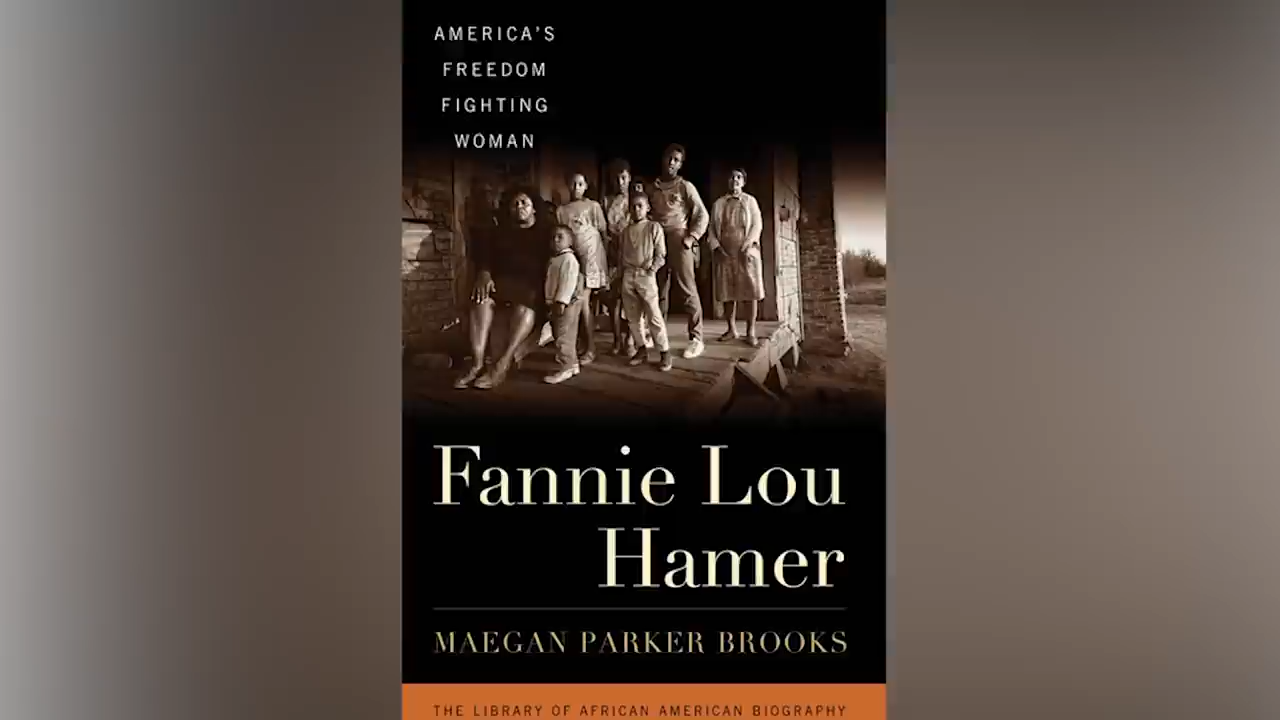 AMERICA'S
FREEDOM
FIGHTING
WOMAN
Fannie Lou
Hamer
MAEGAN PARKER BROOKS
THE LIBRARY OF AFRICAN AMERICAN BIOGRAPHY